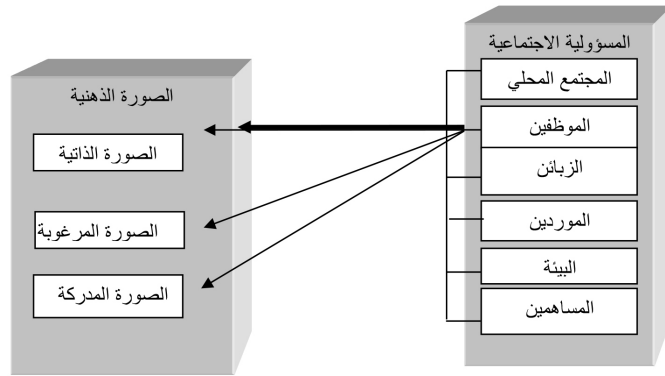 المسؤولية الاجتماعية
المجتمع المحلي
الموظفين
الزبائن
الموردين
البيئة
المساهمين
الصورة الذهنية
الصورة الذاتية
الصورة المرغوبة
الصورة المدركة